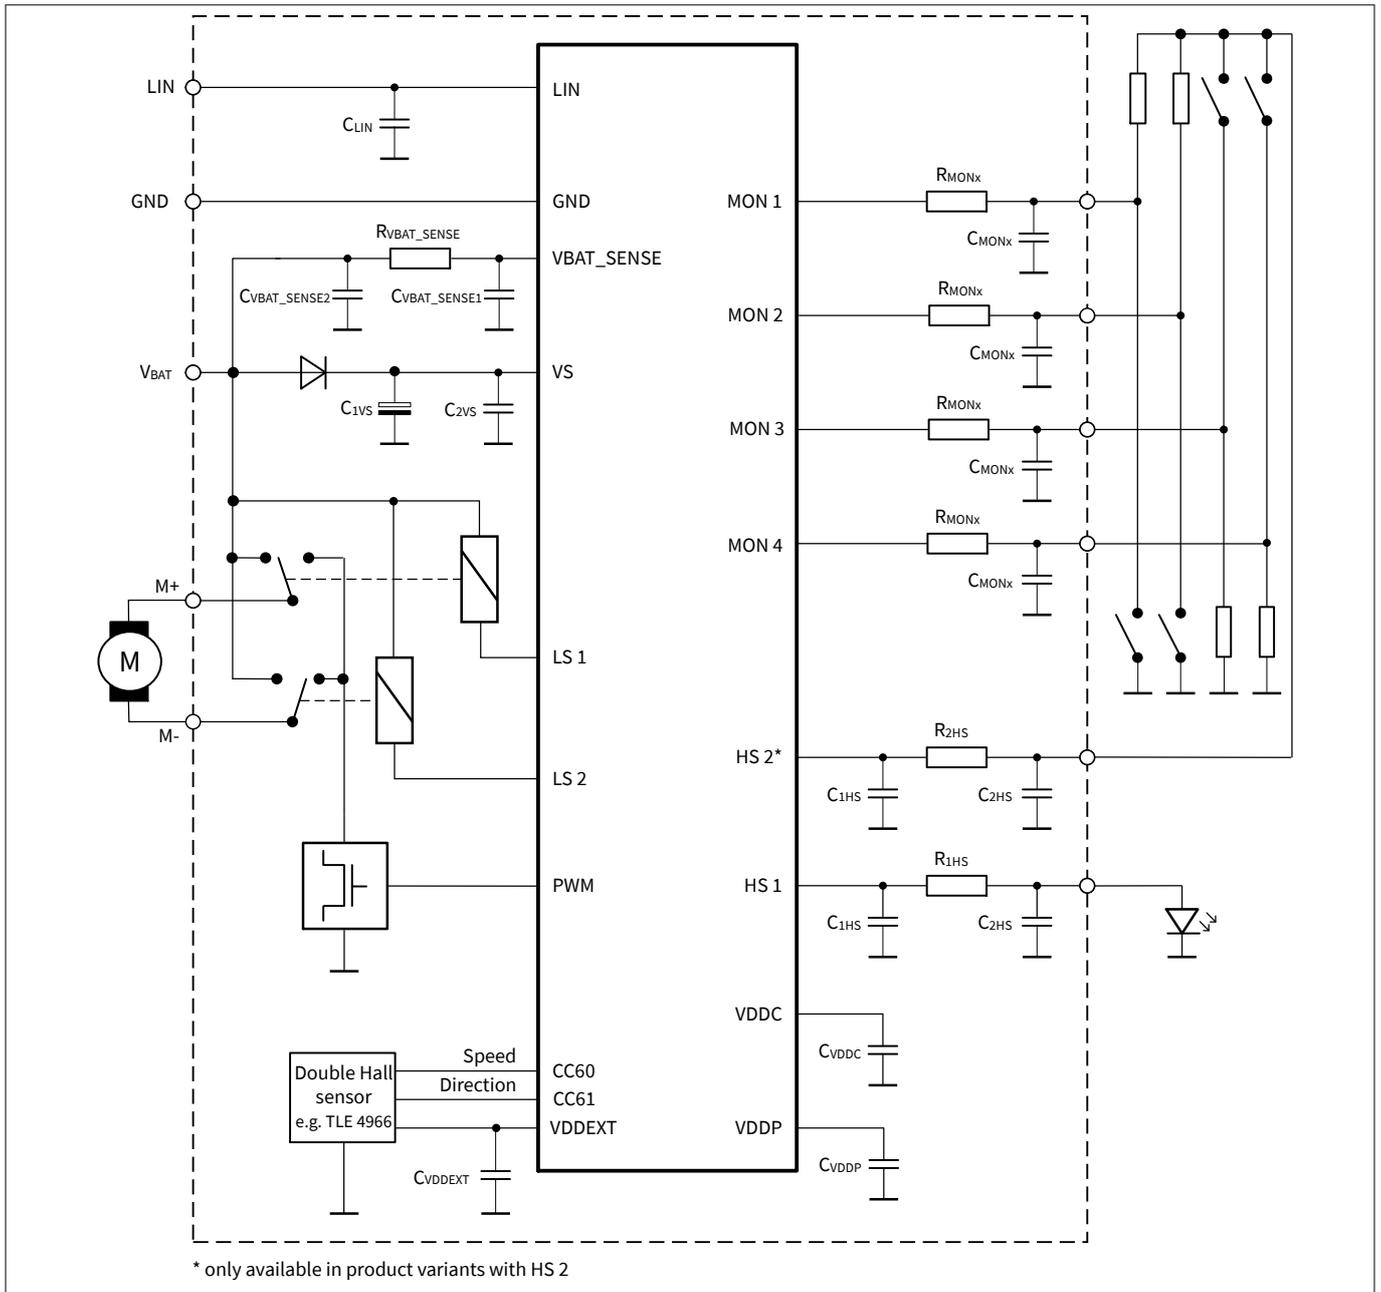 LIN
LIN
CLIN
GND
GND
RVBAT_SENSE
VBAT_SENSE
CVBAT_SENSE2
CVBAT_SENSE1
VBAT
VS
C1VS
C2VS
M+
M
M-
LS 1
LS 2
PWM
Double Hall
sensor
e.g. TLE 4966
Speed
Direction
CC60
CC61
VDDEXT
CVDDEXT
MON 1
RMONx
CMONx
MON 2
RMONx
CMONx
MON 3
RMONx
CMONx
MON 4
RMONx
CMONx
HS 2*
R2HS
C1HS
C2HS
HS 1
R1HS
C1HS
C2HS
VDDC
CVDDC
VDDP
CVDDP
* only available in product variants with HS 2